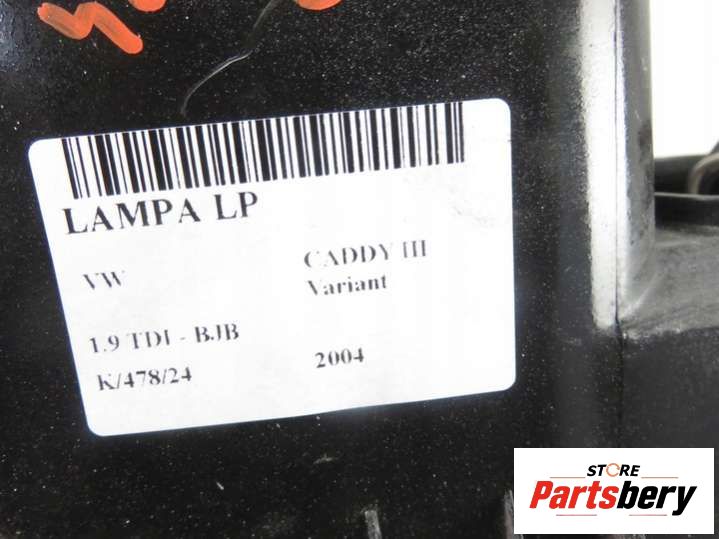 LAMPA LP
VW CADDY III
Variant
1.9 TDI - BJB
K/478/24 2004
STORE
Partsbery